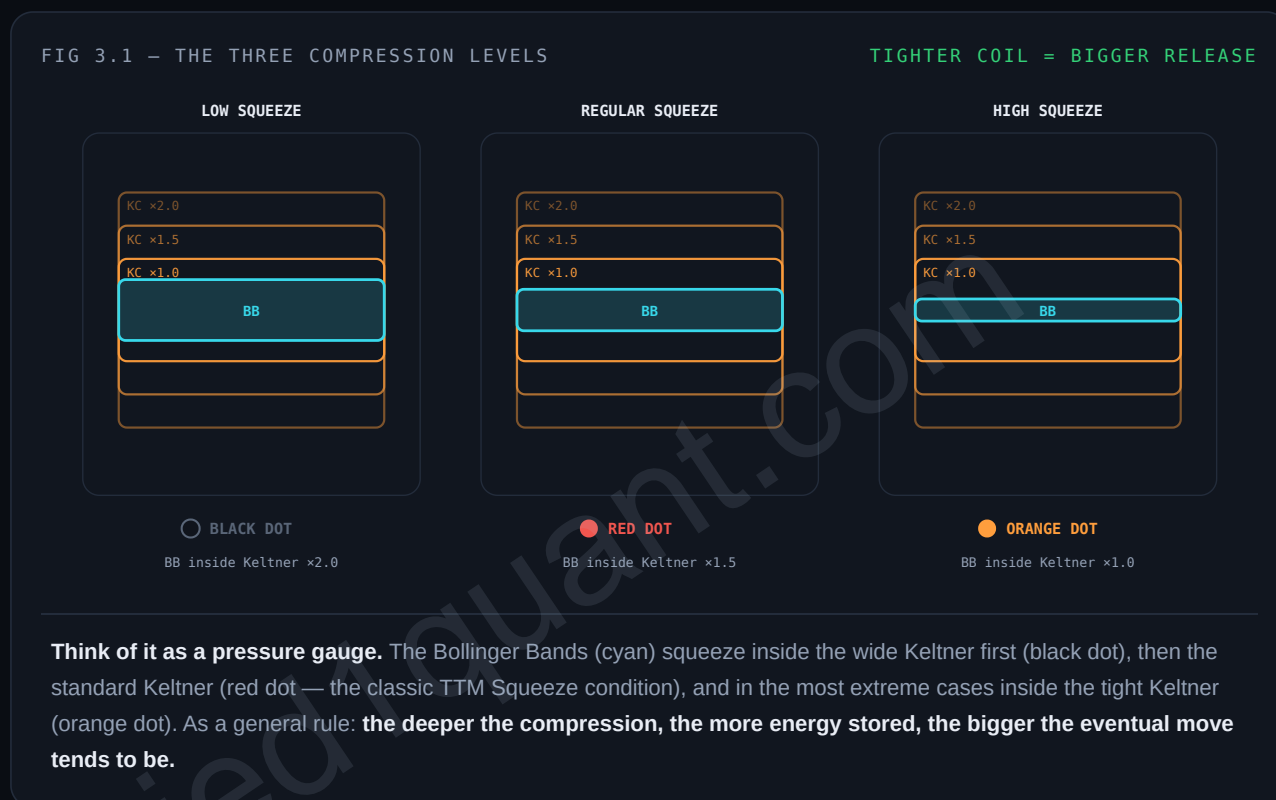 FIG 3.1 — THE THREE COMPRESSION LEVELS
TIGHTER COIL = BIGGER RELEASE
LOW SQUEEZE
REGULAR SQUEEZE
HIGH SQUEEZE
KC ×2.0
KC ×1.5
KC ×1.0
BB
KC ×2.0
KC ×1.5
KC ×1.0
BB
KC ×2.0
KC ×1.5
KC ×1.0
BB
BLACK DOT
RED DOT
ORANGE DOT
BB inside Keltner ×2.0
BB inside Keltner ×1.5
BB inside Keltner ×1.0
Think of it as a pressure gauge. The Bollinger Bands (cyan) squeeze inside the wide Keltner first (black dot), then the
standard Keltner (red dot — the classic TTM Squeeze condition), and in the most extreme cases inside the tight Keltner
(orange dot). As a general rule: the deeper the compression, the more energy stored, the bigger the eventual move
tends to be.